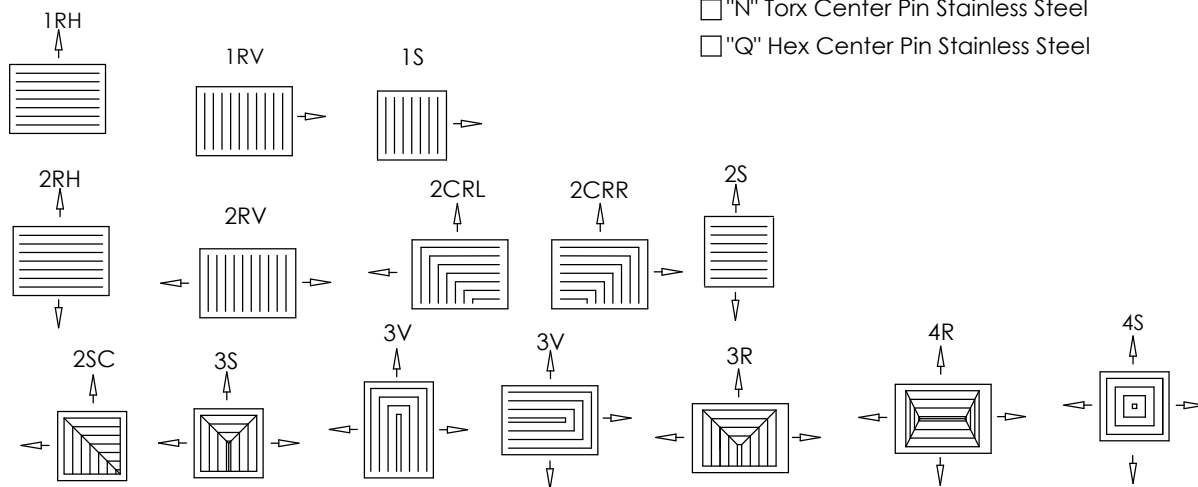 "N" Torx Center Pin Stainless Steel
"Q" Hex Center Pin Stainless Steel
1RH
1RV
1S
2RH
2RV
2CRL
2CRR
2S
2SC
3S
3V
3V
3R
4R
4S